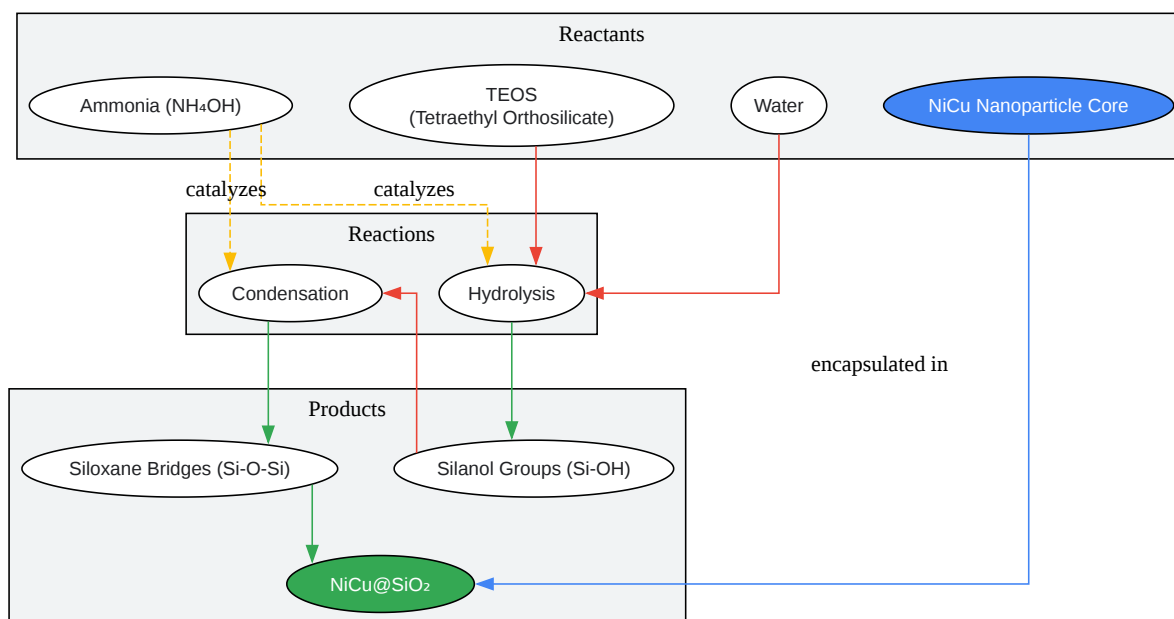 Reactants
Ammonia (NH₄OH)
TEOS
(Tetraethyl Orthosilicate)
Water
NiCu Nanoparticle Core
catalyzes
catalyzes
Reactions
Condensation
Hydrolysis
encapsulated in
Products
Siloxane Bridges (Si-O-Si)
Silanol Groups (Si-OH)
NiCu@SiO₂